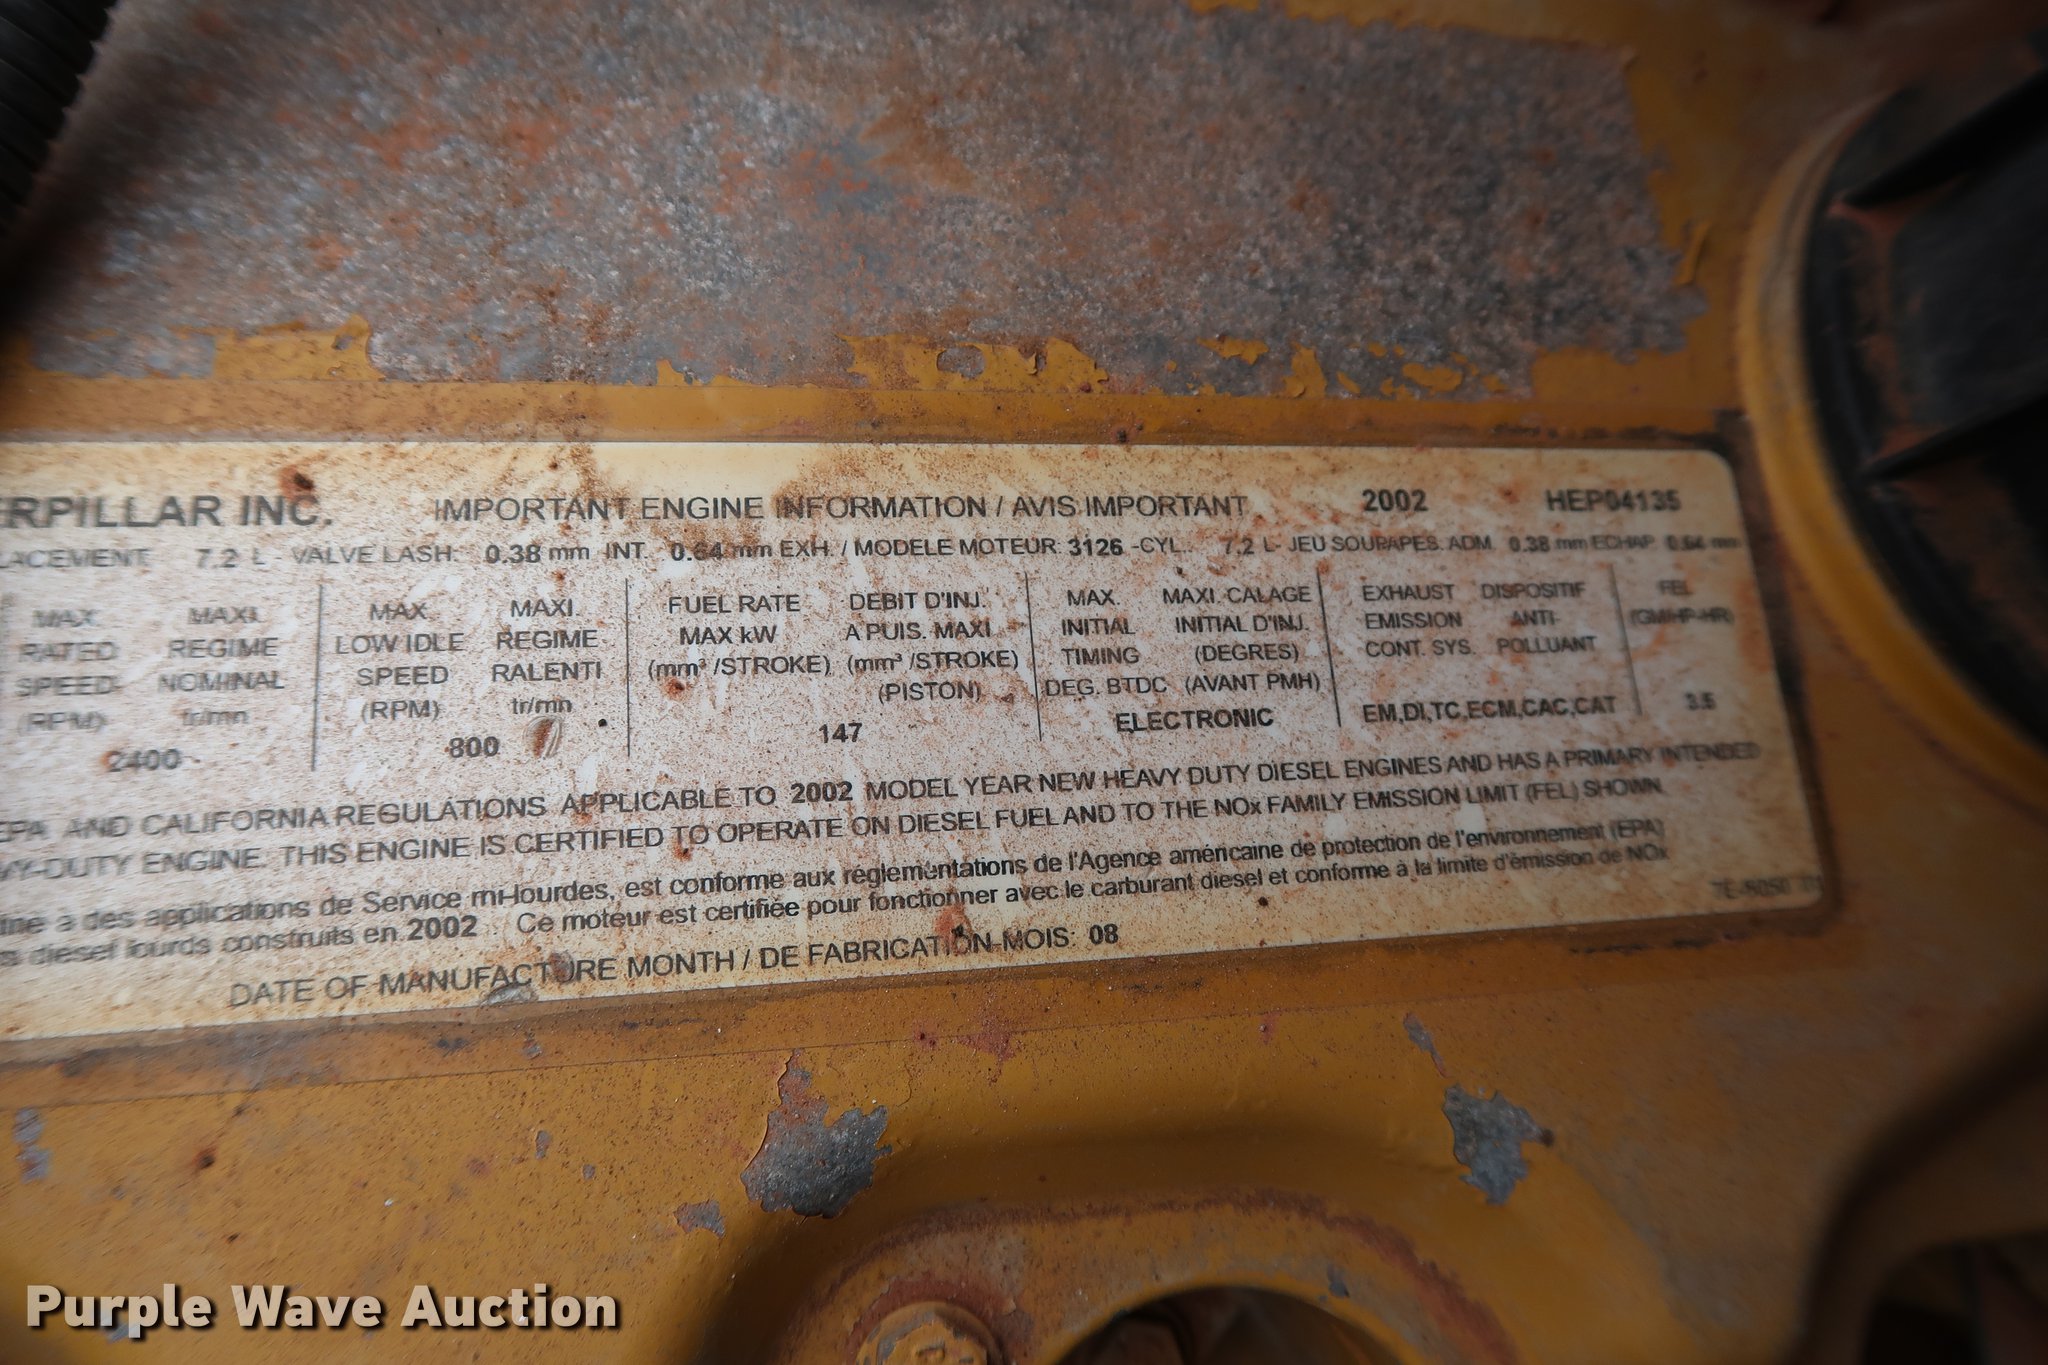 ERPILLAR INC. IMPORTANT ENGINE INFORMATION / AVIS IMPORTANT 2002 HEP04135
LACEMENT 7.2 L - VALVE LASH: 0.38 mm INT. 0.64 mm EXH. / MODELE MOTEUR: 3126 -CYL.: 7.2 L- JEU SOUPAPES. ADM. 0.38 mm ECHAP. 0.64 mm
MAX. MAXI. MAX. MAXI. FUEL RATE DEBIT D'INJ. MAX. MAXI. CALAGE EXHAUST DISPOSITIF FEL
RATED REGIME LOW IDLE REGIME MAX kW A PUIS. MAXI INITIAL INITIAL D'INJ. EMISSION ANTI- (GM/HP-HR)
SPEED NOMINAL SPEED RALENTI (mm³ /STROKE) (mm³ /STROKE) TIMING (DEGRES) CONT. SYS. POLLUANT
(RPM) tr/mn (RPM) tr/mn (PISTON) DEG. BTDC (AVANT PMH)
2400 800 147 ELECTRONIC EM,DI,TC,ECM,CAC,CAT 3.5
EPA AND CALIFORNIA REGULATIONS APPLICABLE TO 2002 MODEL YEAR NEW HEAVY DUTY DIESEL ENGINES AND HAS A PRIMARY INTENDED
VY-DUTY ENGINE. THIS ENGINE IS CERTIFIED TO OPERATE ON DIESEL FUEL AND TO THE NOx FAMILY EMISSION LIMIT (FEL) SHOWN.
ine à des applications de Service mi-lourdes, est conforme aux réglementations de l'Agence américaine de protection de l'environnement (EPA)
diesel lourds construits en 2002 . Ce moteur est certifiée pour fonctionner avec le carburant diesel et conforme à la limite d'émission de NOx
DATE OF MANUFACTURE MONTH / DE FABRICATION-MOIS: 08
Purple Wave Auction